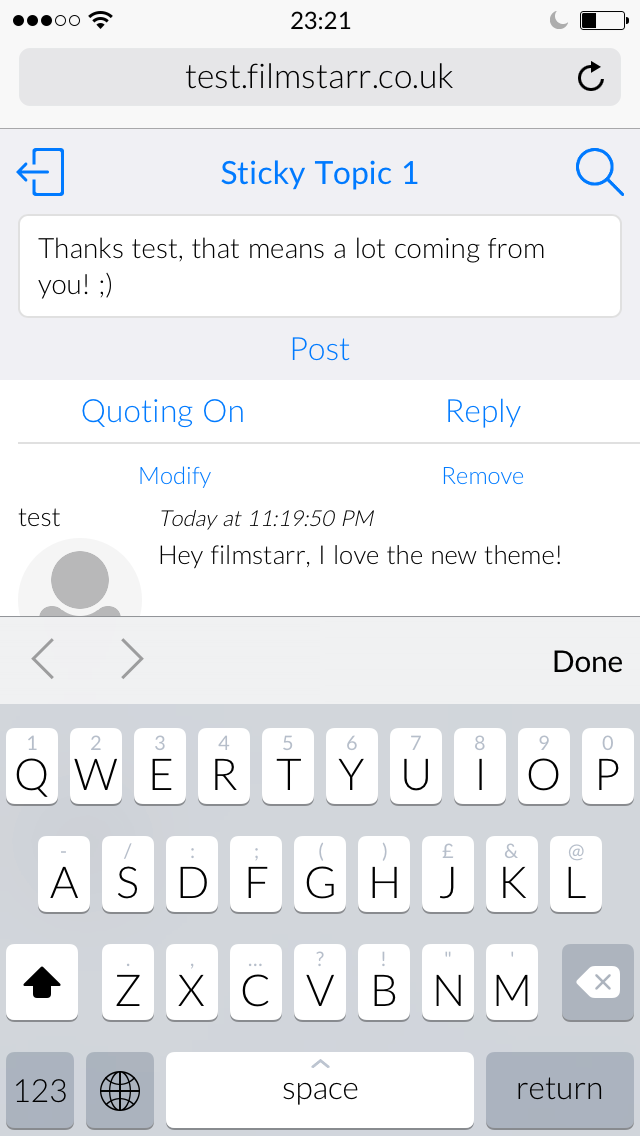 23:21
test.filmstarr.co.uk
Sticky Topic 1
Thanks test, that means a lot coming from
you! ;)
Post
Quoting On Reply
Modify Remove
test Today at 11:19:50 PM
Hey filmstarr, I love the new theme!
Done
1 2 3 4 5 6 7 8 9 0
Q W E R T Y U I O P
- / : ; ( ) £ & @
A S D F G H J K L
. , ... ? ! " '
Z X C V B N M
123 space return